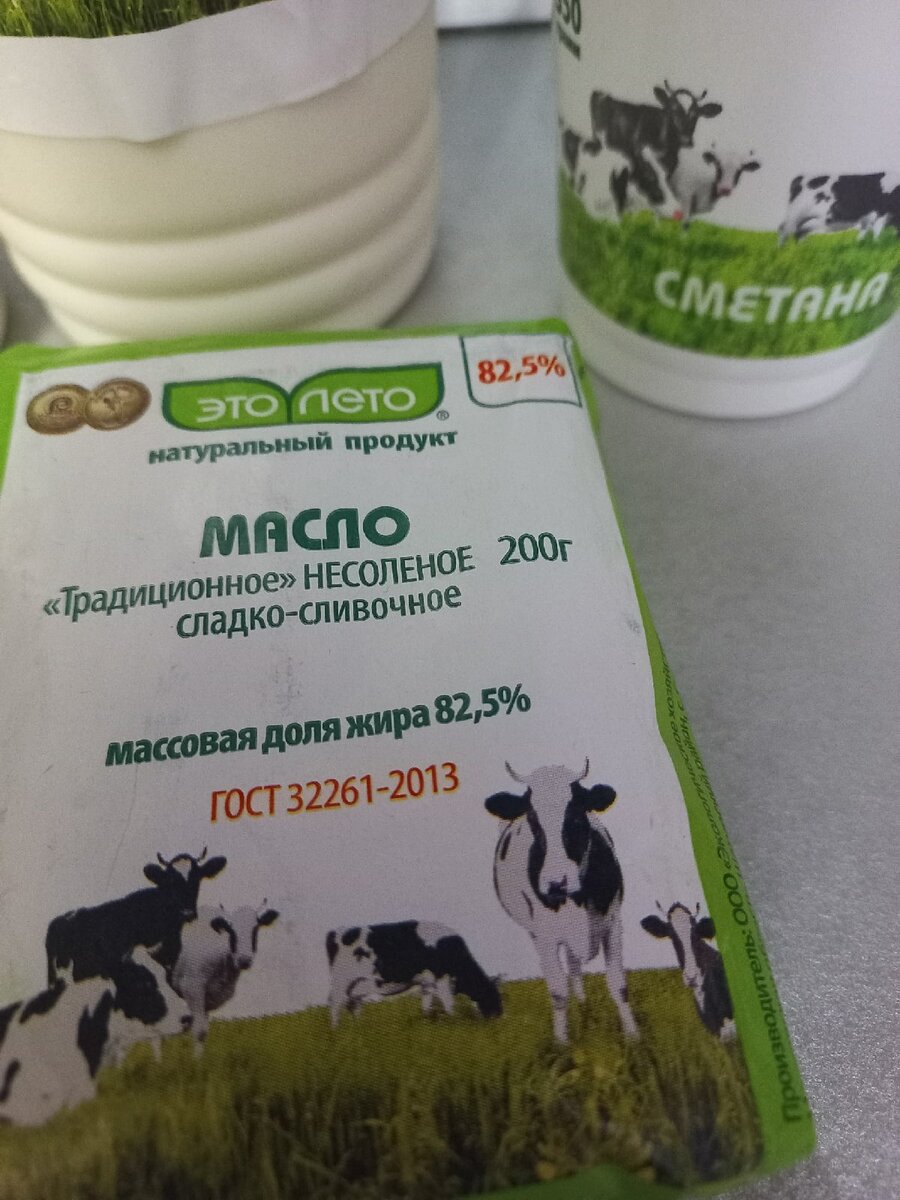 СМЕТАНА
82,5%
это лето®
натуральный продукт
МАСЛО
«Традиционное» НЕСОЛЕНОЕ 200г
сладко-сливочное
массовая доля жира 82,5%
ГОСТ 32261-2013
Производитель: ООО